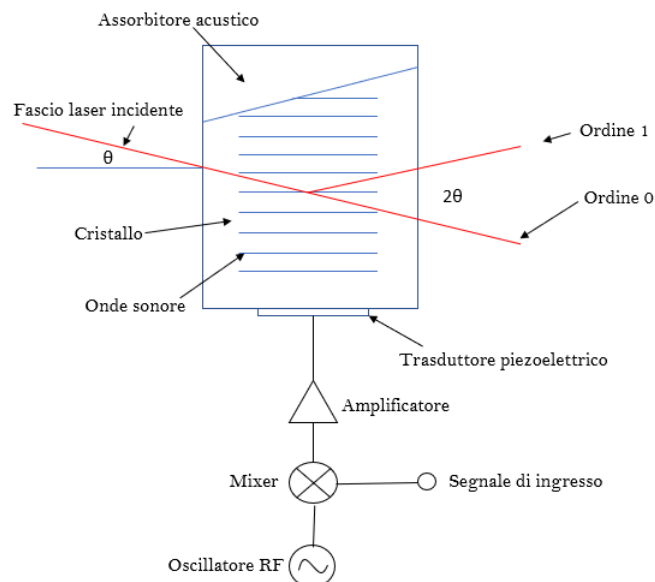 Assorbitore acustico
Fascio laser incidente
θ
Ordine 1
2θ
Ordine 0
Cristallo
Onde sonore
Trasduttore piezoelettrico
Amplificatore
Mixer
Segnale di ingresso
Oscillatore RF